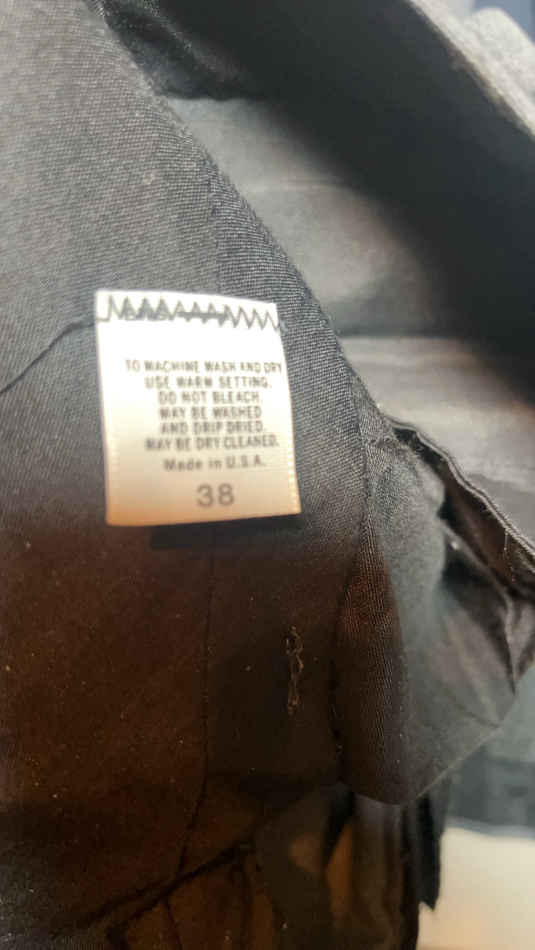 TO MACHINE WASH AND DRY
USE WARM SETTING.
DO NOT BLEACH.
MAY BE WASHED
AND DRIP DRIED.
MAY BE DRY CLEANED.
Made in U.S.A.
38